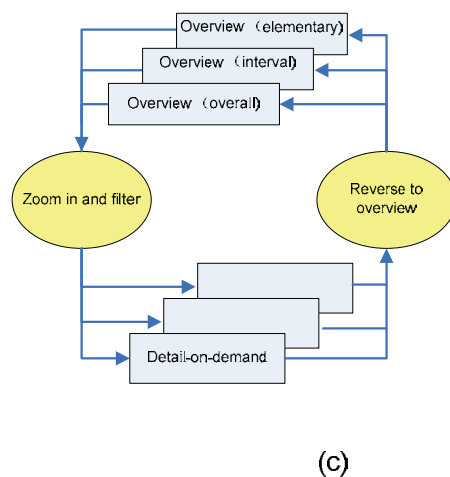 Overview （elementary）
Overview （interval）
Overview （overall）
Zoom in and filter
Reverse to
overview
Detail-on-demand
(c)